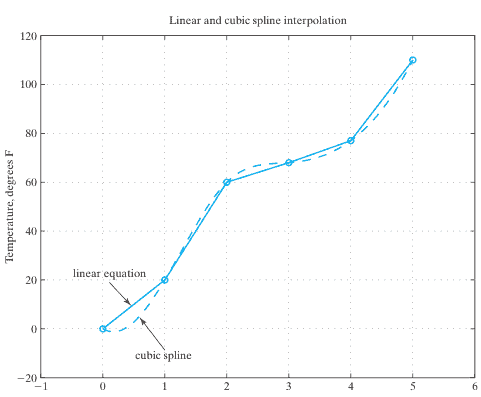 Linear and cubic spline interpolation
120
100
80
60
40
20
0
−20
Temperature, degrees F
linear equation
cubic spline
−1 0 1 2 3 4 5 6